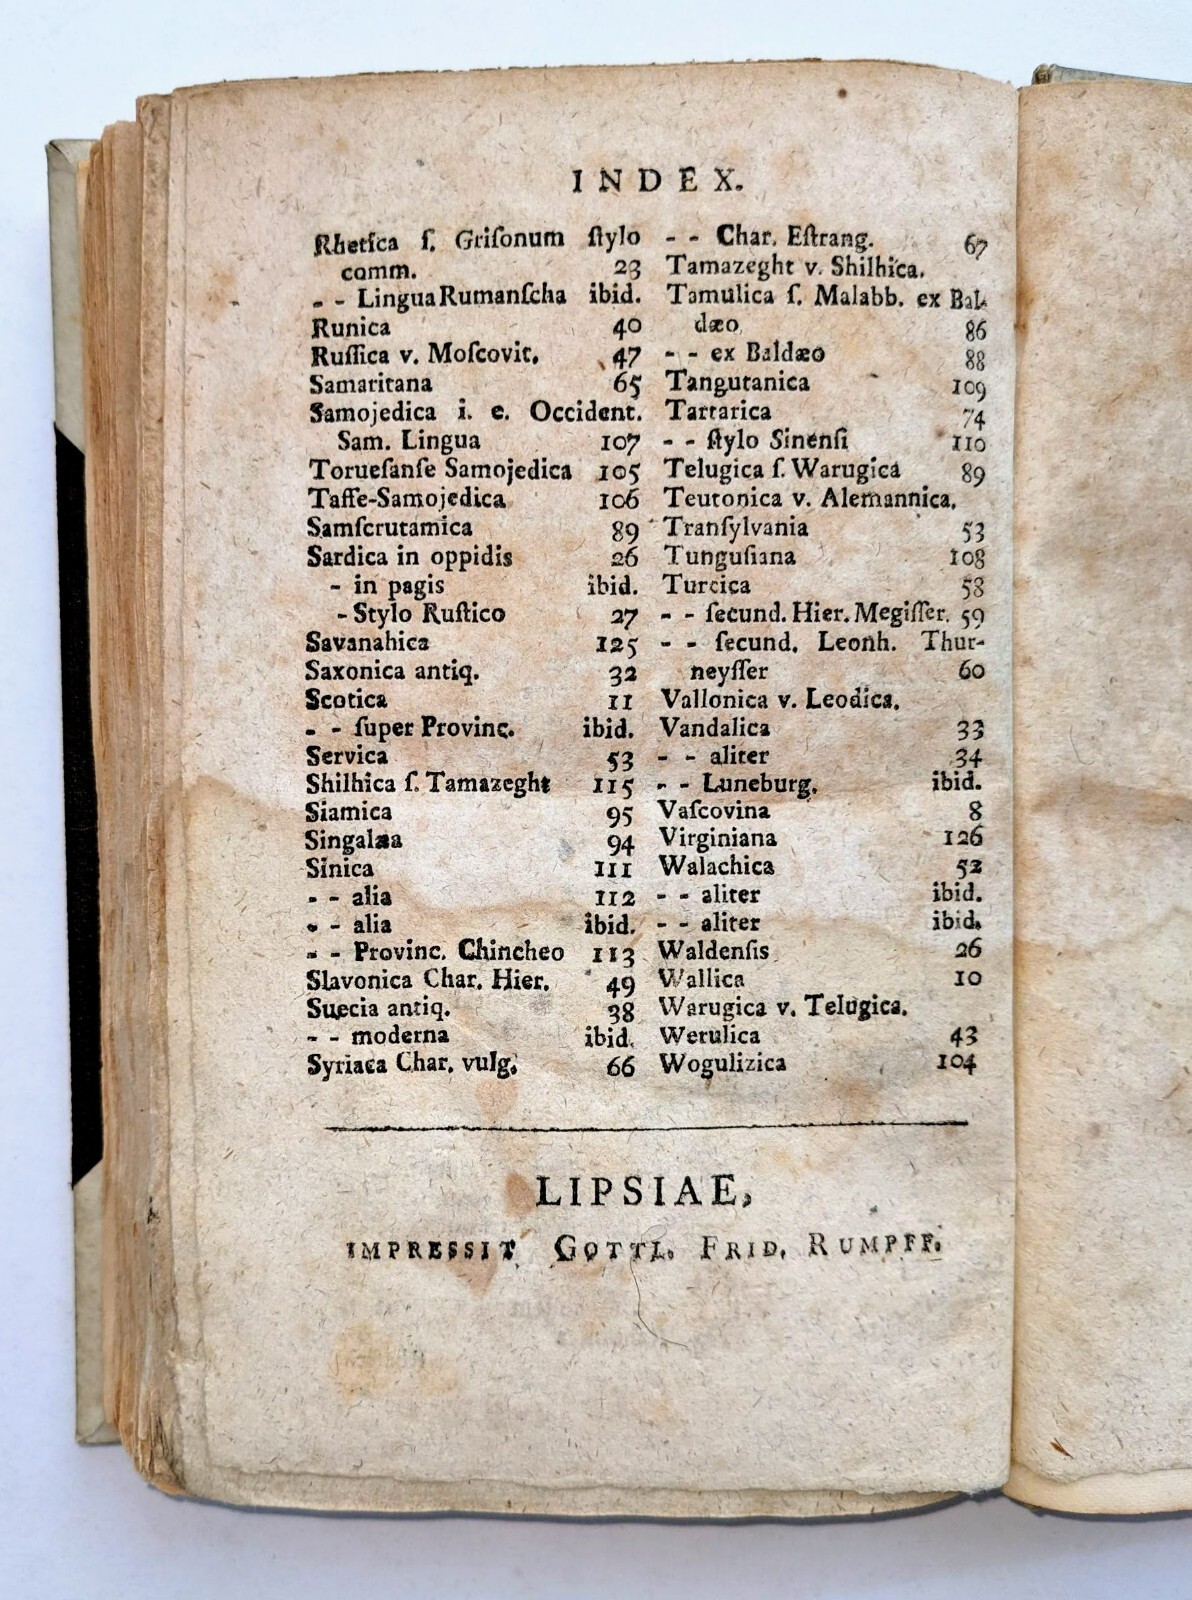 INDEX.
Rhetica ſ. Griſonum ſtylo
comm. 23
- - Lingua Rumanſcha ibid.
Runica 40
Ruſſica v. Moſcovit. 47
Samaritana 65
Samojedica i. e. Occident.
Sam. Lingua 107
Torueſanſe Samojedica 105
Taſſe-Samojedica 106
Samſcrutamica 89
Sardica in oppidis 26
- in pagis ibid.
- Stylo Ruſtico 27
Savanahica 125
Saxonica antiq. 32
Scotica 11
- - ſuper Provinc. ibid.
Servica 53
Shilhica ſ. Tamazeght 115
Siamica 95
Singalæa 94
Sinica 111
- - alia 112
- - alia ibid.
- - Provinc. Chincheo 113
Slavonica Char. Hier. 49
Suecia antiq. 38
- - moderna ibid.
Syriaca Char. vulg. 66
- - Char. Eſtrang. 67
Tamazeght v. Shilhica.
Tamulica ſ. Malabb. ex Bal-
dæo 86
- - ex Baldæo 88
Tangutanica 109
Tartarica 74
- - ſtylo Sinenſi 110
Telugica ſ. Warugica 89
Teutonica v. Alemannica.
Tranſylvania 53
Tunguſiana 108
Turcica 58
- - ſecund. Hier. Megiſſer. 59
- - ſecund. Leonh. Thur-
neyſſer 60
Vallonica v. Leodica.
Vandalica 33
- - aliter 34
- - Luneburg. ibid.
Vaſcovina 8
Virginiana 126
Walachica 52
- - aliter ibid.
- - aliter ibid.
Waldenſis 26
Wallica 10
Warugica v. Telugica.
Werulica 43
Wogulizica 104
LIPSIAE,
IMPRESSIT GOTTL. FRID. RUMPFF.